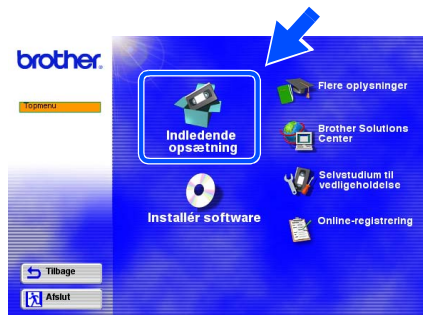 brother.
Topmenu
Indledende
opsætning
Installér software
Flere oplysninger
Brother Solutions
Center
Selvstudium til
vedligeholdelse
Online-registrering
Tilbage
Afslut